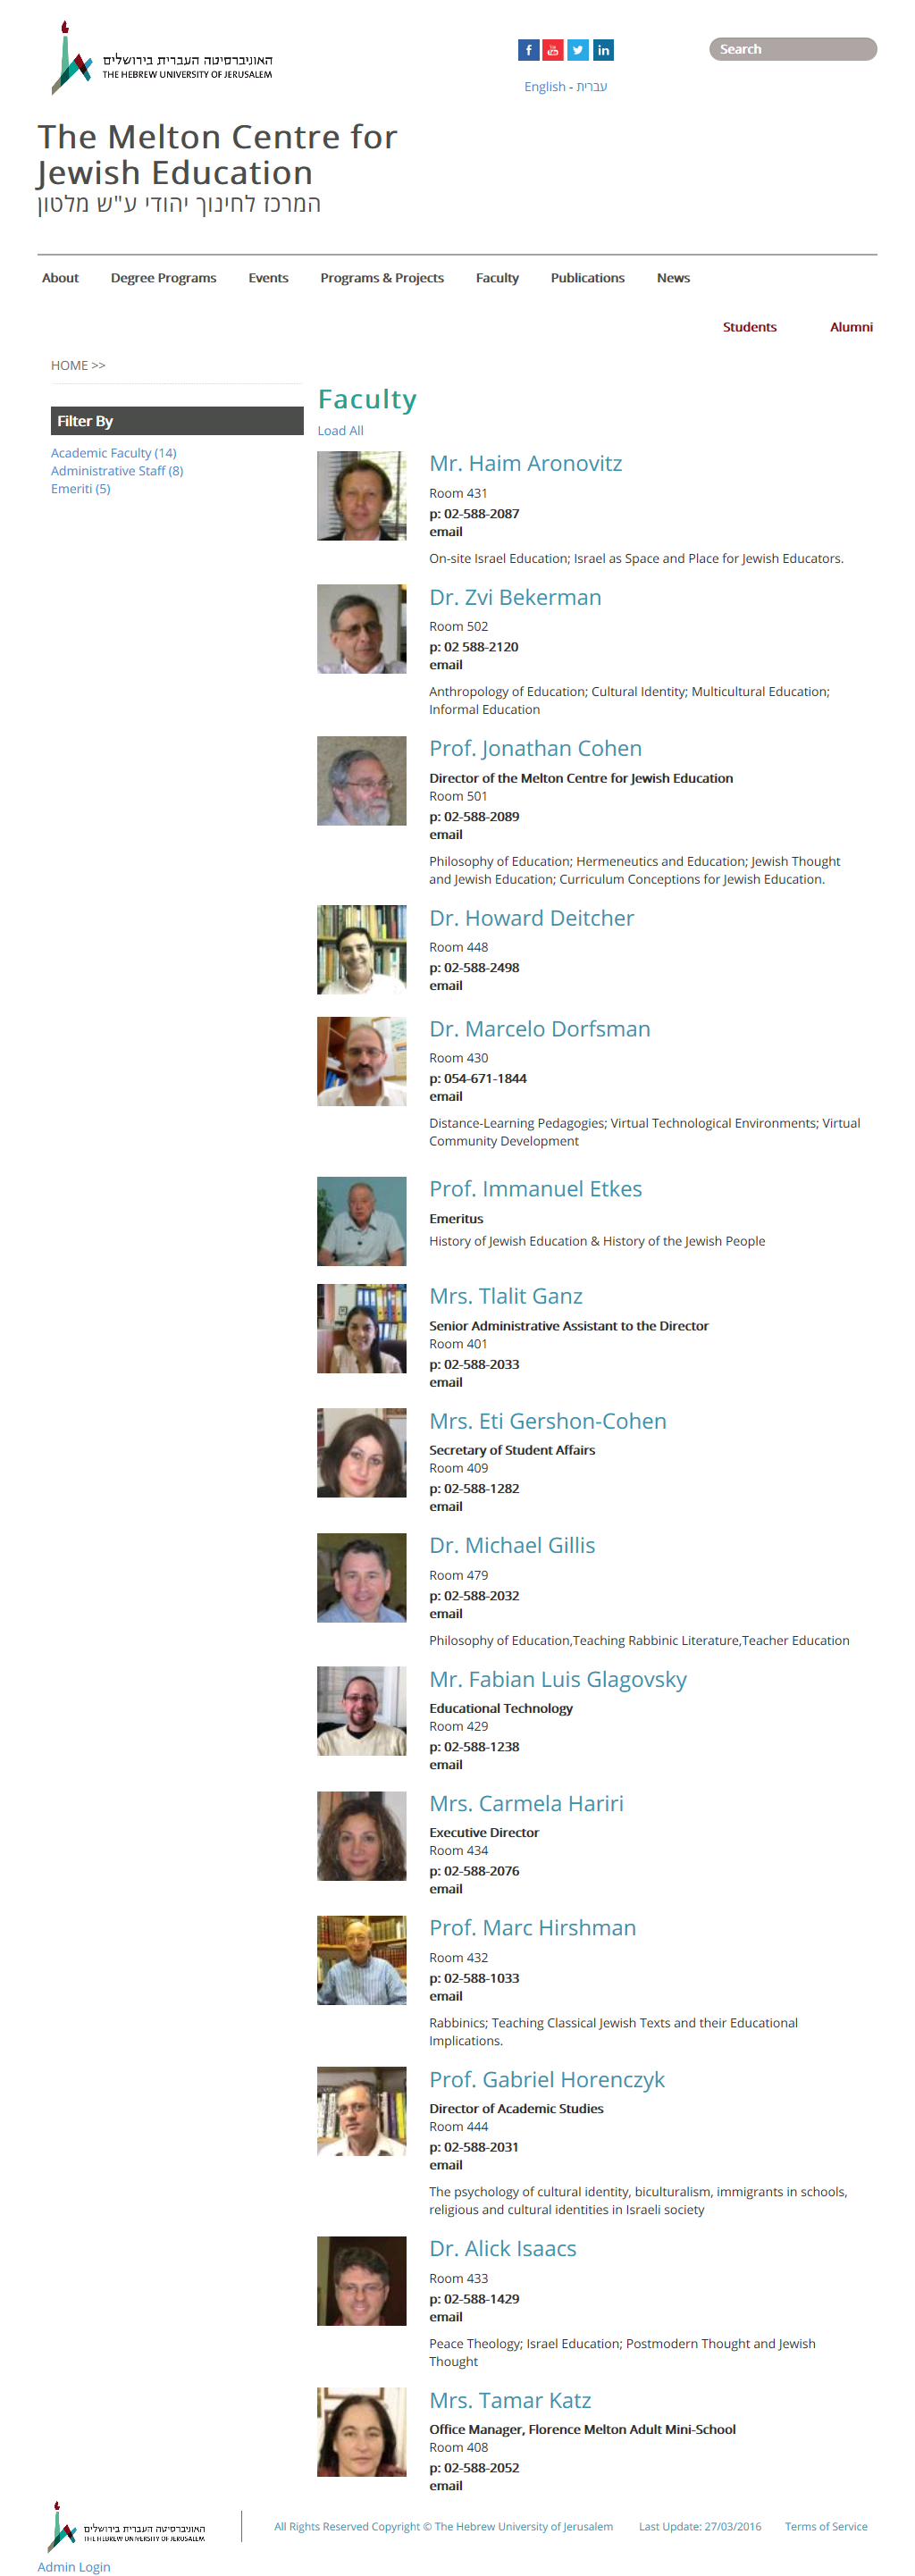 האוניברסיטה העברית בירושלים
THE HEBREW UNIVERSITY OF JERUSALEM
f You Tube in
Search
English - עברית
The Melton Centre for
Jewish Education
המרכז לחינוך יהודי ע"ש מלטון
About Degree Programs Events Programs & Projects Faculty Publications News
Students Alumni
HOME >>
Filter By
Academic Faculty (14)
Administrative Staff (8)
Emeriti (5)
Faculty
Load All
Mr. Haim Aronovitz
Room 431
p: 02-588-2087
email
On-site Israel Education; Israel as Space and Place for Jewish Educators.
Dr. Zvi Bekerman
Room 502
p: 02 588-2120
email
Anthropology of Education; Cultural Identity; Multicultural Education;
Informal Education
Prof. Jonathan Cohen
Director of the Melton Centre for Jewish Education
Room 501
p: 02-588-2089
email
Philosophy of Education; Hermeneutics and Education; Jewish Thought
and Jewish Education; Curriculum Conceptions for Jewish Education.
Dr. Howard Deitcher
Room 448
p: 02-588-2498
email
Dr. Marcelo Dorfsman
Room 430
p: 054-671-1844
email
Distance-Learning Pedagogies; Virtual Technological Environments; Virtual
Community Development
Prof. Immanuel Etkes
Emeritus
History of Jewish Education & History of the Jewish People
Mrs. Tlalit Ganz
Senior Administrative Assistant to the Director
Room 401
p: 02-588-2033
email
Mrs. Eti Gershon-Cohen
Secretary of Student Affairs
Room 409
p: 02-588-1282
email
Dr. Michael Gillis
Room 479
p: 02-588-2032
email
Philosophy of Education,Teaching Rabbinic Literature,Teacher Education
Mr. Fabian Luis Glagovsky
Educational Technology
Room 429
p: 02-588-1238
email
Mrs. Carmela Hariri
Executive Director
Room 434
p: 02-588-2076
email
Prof. Marc Hirshman
Room 432
p: 02-588-1033
email
Rabbinics; Teaching Classical Jewish Texts and their Educational
Implications.
Prof. Gabriel Horenczyk
Director of Academic Studies
Room 444
p: 02-588-2031
email
The psychology of cultural identity, biculturalism, immigrants in schools,
religious and cultural identities in Israeli society
Dr. Alick Isaacs
Room 433
p: 02-588-1429
email
Peace Theology; Israel Education; Postmodern Thought and Jewish
Thought
Mrs. Tamar Katz
Office Manager, Florence Melton Adult Mini-School
Room 408
p: 02-588-2052
email
האוניברסיטה העברית בירושלים
THE HEBREW UNIVERSITY OF JERUSALEM
All Rights Reserved Copyright © The Hebrew University of Jerusalem Last Update: 27/03/2016 Terms of Service
Admin Login